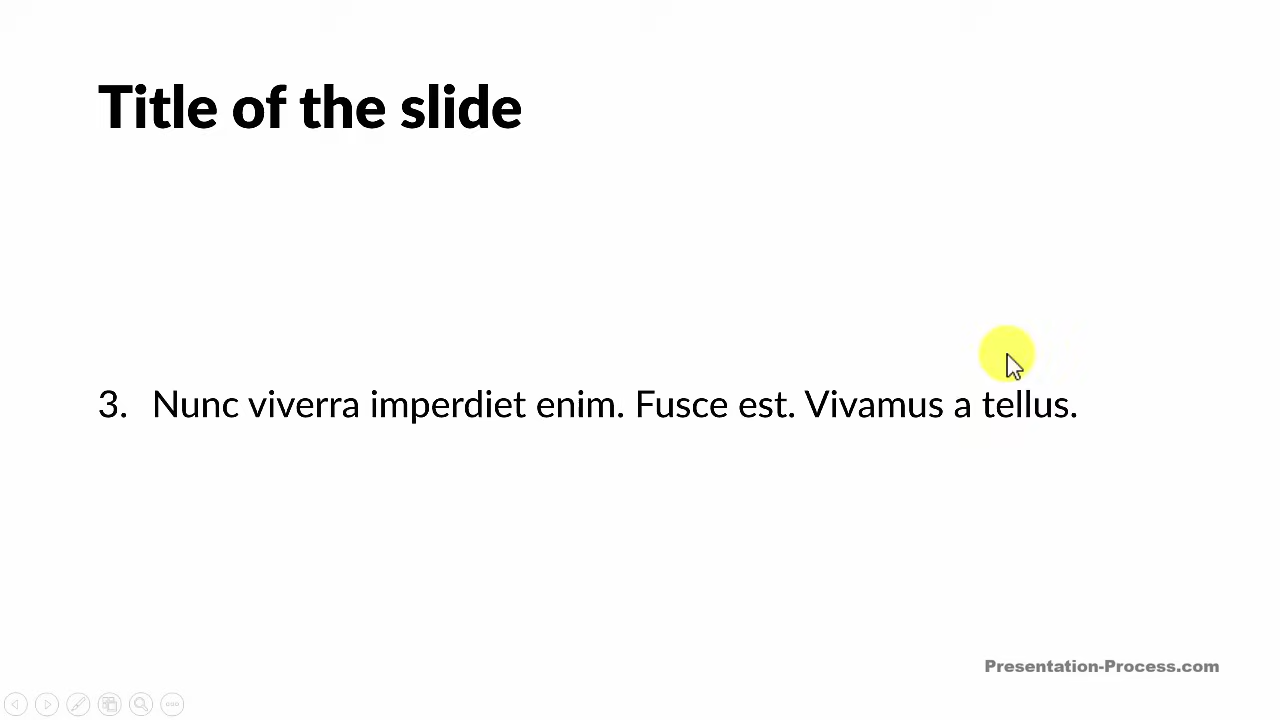 Title of the slide
3. Nunc viverra imperdiet enim. Fusce est. Vivamus a tellus.
Presentation-Process.com